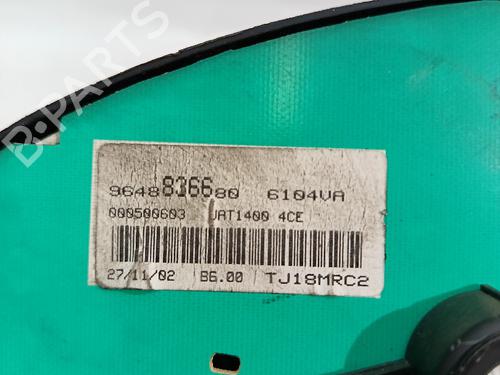 B-PARTS
9648836680 6104VA
000500603 JAT1400 4CE
27/11/02 B6.00 TJ18MRC2